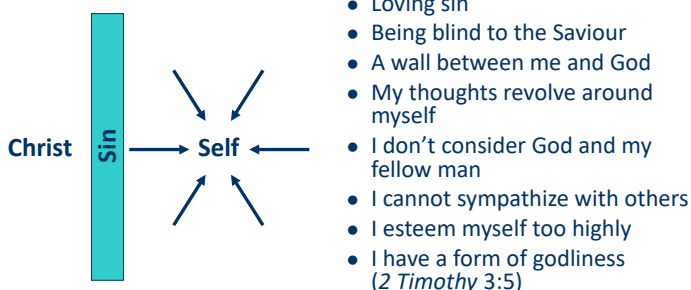 Loving sin
● Being blind to the Saviour
● A wall between me and God
● My thoughts revolve around
myself
● I don’t consider God and my
fellow man
● I cannot sympathize with others
● I esteem myself too highly
● I have a form of godliness
(2 Timothy 3:5)
Christ
Sin
Self